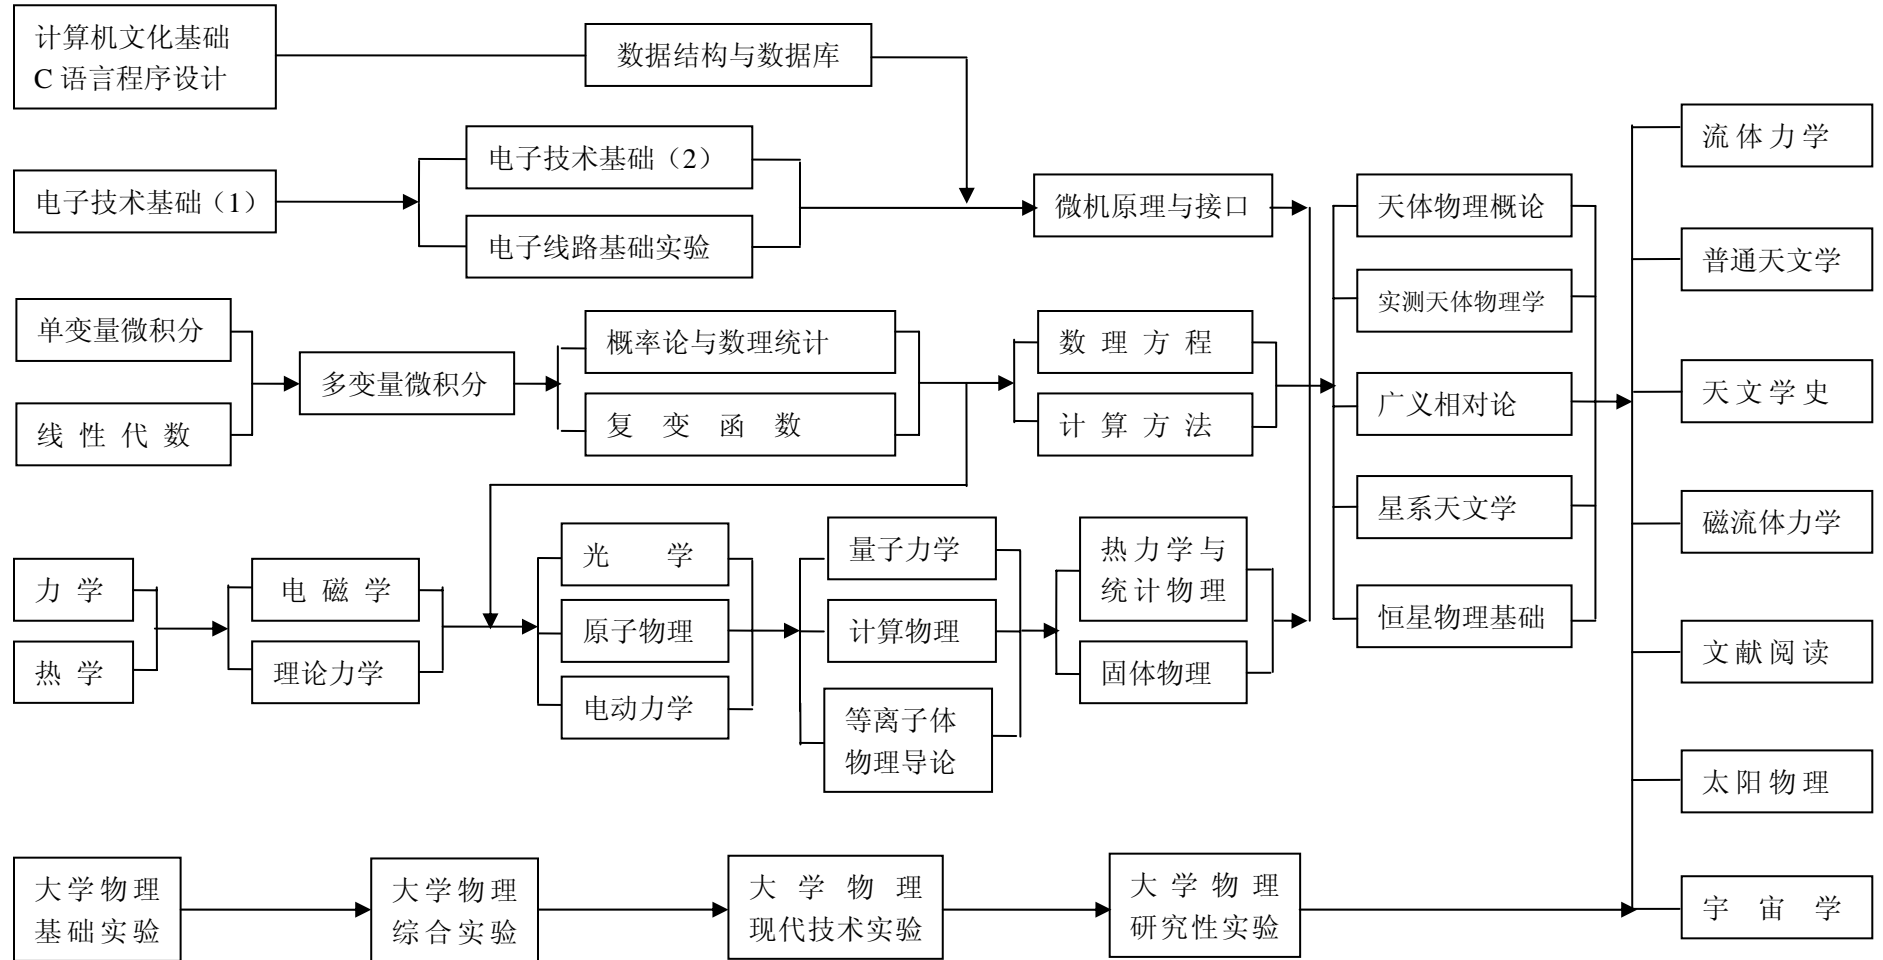 计算机文化基础
C 语言程序设计
数据结构与数据库
流体力学
电子技术基础（2）
电子技术基础（1）
微机原理与接口
天体物理概论
电子线路基础实验
普通天文学
实测天体物理学
单变量微积分
概率论与数理统计
数理方程
多变量微积分
天文学史
广义相对论
线性代数
复变函数
计算方法
星系天文学
磁流体力学
光学
量子力学
热力学与
统计物理
力学
电磁学
原子物理
计算物理
恒星物理基础
文献阅读
热学
理论力学
固体物理
电动力学
等离子体
物理导论
太阳物理
大学物理
基础实验
大学物理
综合实验
大学物理
现代技术实验
大学物理
研究性实验
宇宙学